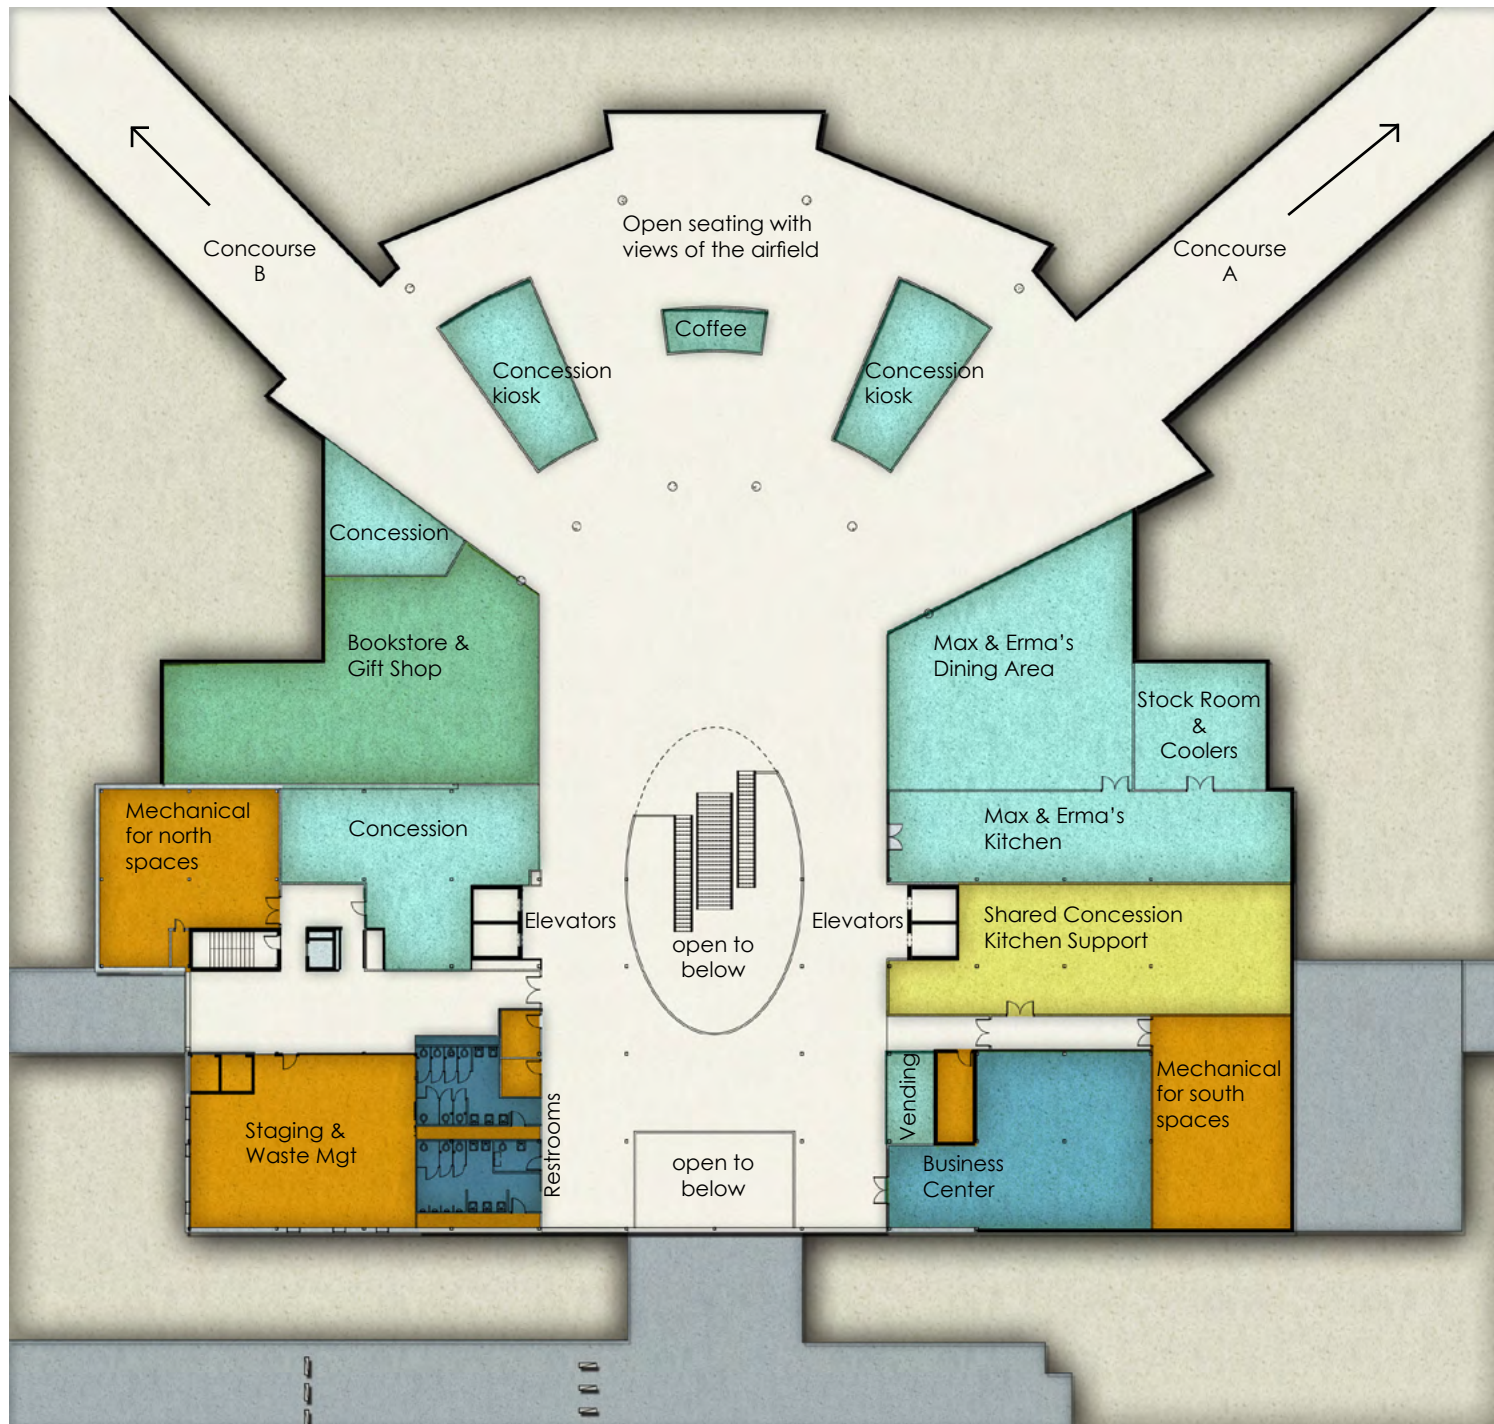 Concourse
B
Concourse
A
Open seating with
views of the airfield
Coffee
Concession
kiosk
Concession
kiosk
Concession
Bookstore &
Gift Shop
Max & Erma's
Dining Area
Stock Room
&
Coolers
Mechanical
for north
spaces
Concession
Max & Erma's
Kitchen
Elevators
Elevators
Shared Concession
Kitchen Support
open to
below
Staging &
Waste Mgt
Restrooms
open to
below
Vending
Business
Center
Mechanical
for south
spaces